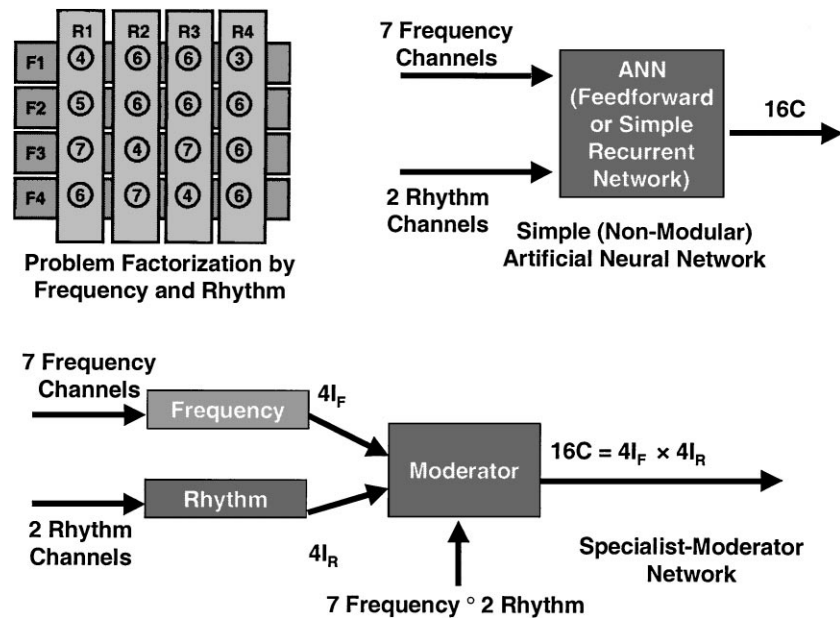 R1 R2 R3 R4
F1 4 6 6 3
F2 5 6 6 6
F3 7 4 7 6
F4 6 7 4 6
Problem Factorization by
Frequency and Rhythm
7 Frequency
Channels
ANN
(Feedforward
or Simple
Recurrent
Network)
16C
2 Rhythm
Channels
Simple (Non-Modular)
Artificial Neural Network
7 Frequency
Channels
Frequency
4I_F
Rhythm
2 Rhythm
Channels
4I_R
Moderator
16C = 4I_F × 4I_R
7 Frequency ° 2 Rhythm
Specialist-Moderator
Network